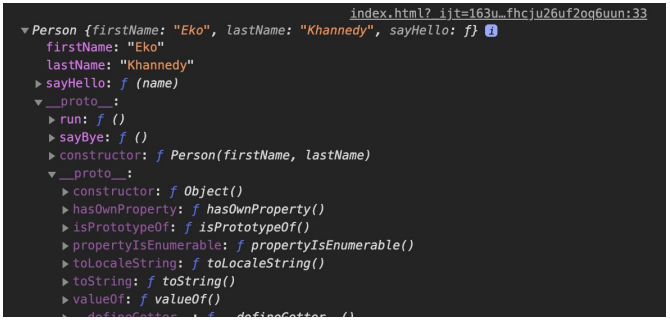 index.html?_ijt=163u…fhcju26uf2oq6uun:33
▼Person {firstName: "Eko", lastName: "Khannedy", sayHello: ƒ} i
firstName: "Eko"
lastName: "Khannedy"
▶sayHello: ƒ (name)
▼__proto__:
▶run: ƒ ()
▶sayBye: ƒ ()
▶constructor: ƒ Person(firstName, lastName)
▼__proto__:
▶constructor: ƒ Object()
▶hasOwnProperty: ƒ hasOwnProperty()
▶isPrototypeOf: ƒ isPrototypeOf()
▶propertyIsEnumerable: ƒ propertyIsEnumerable()
▶toLocaleString: ƒ toLocaleString()
▶toString: ƒ toString()
▶valueOf: ƒ valueOf()
▶__defineGetter__: ƒ __defineGetter__()